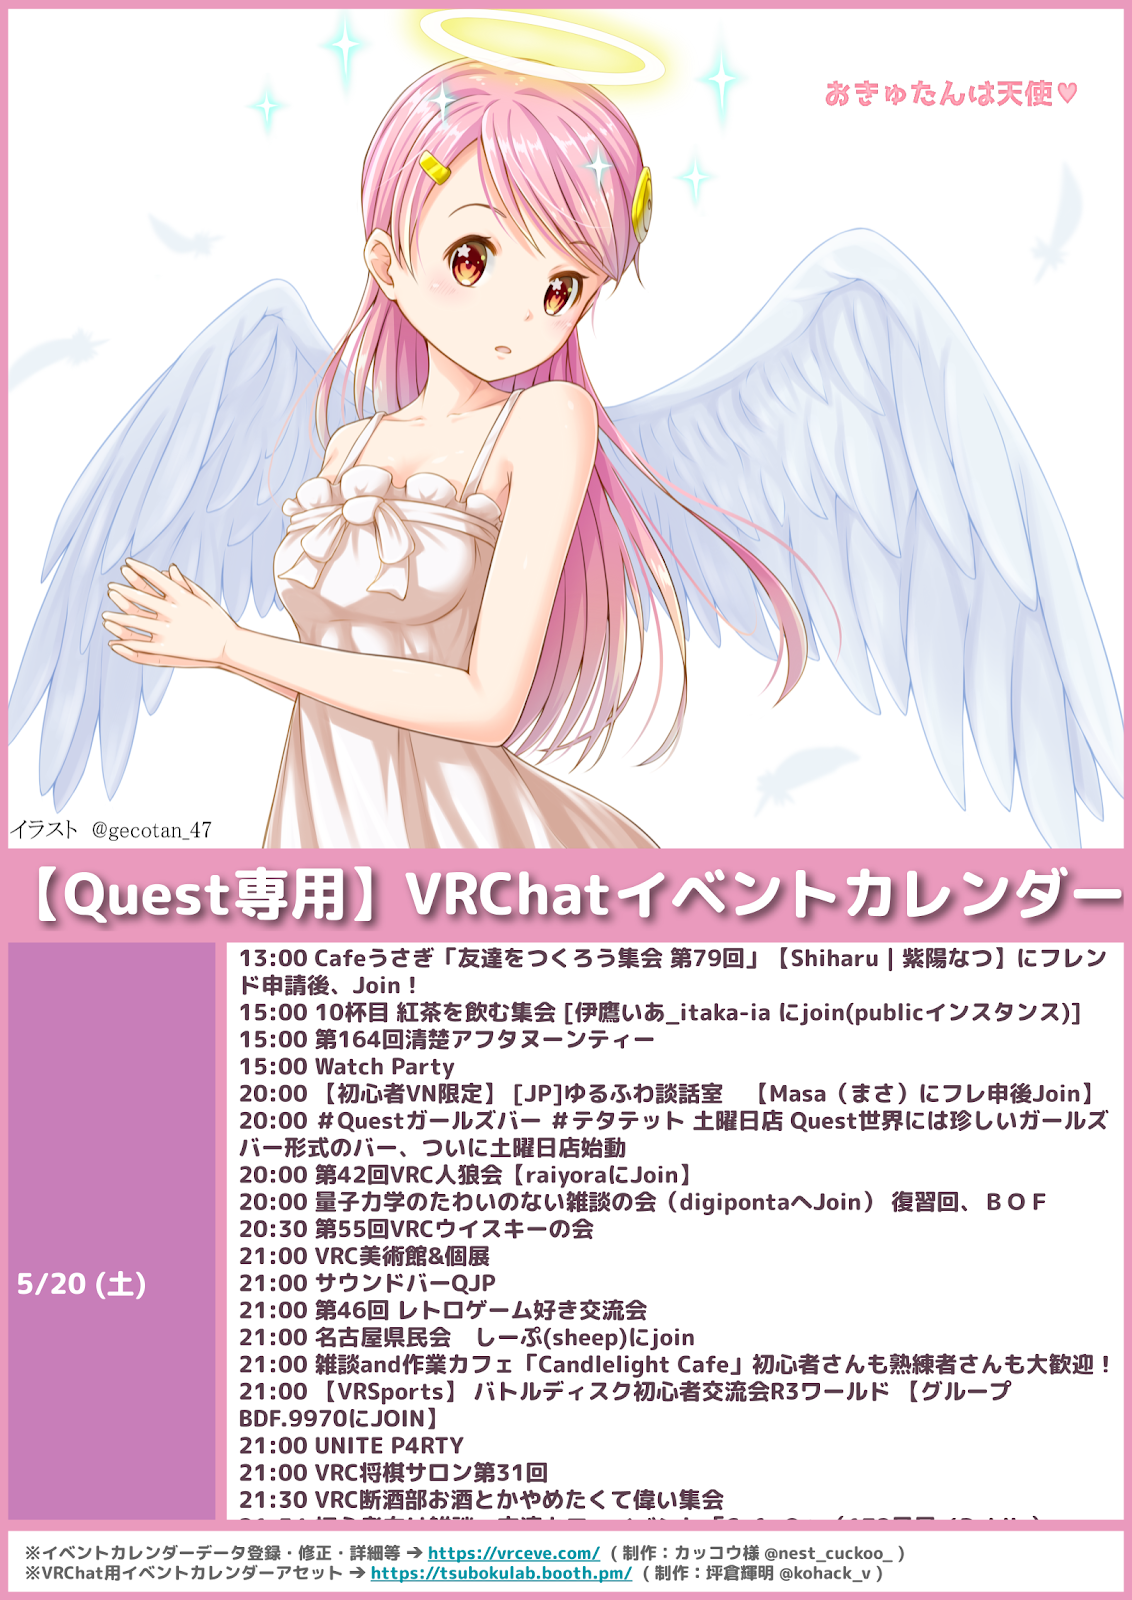 おきゅたんは天使♥
イラスト @gecotan_47
【Quest専用】VRChatイベントカレンダー
5/20 (土)
13:00 Cafeうさぎ「友達をつくろう集会 第79回」【Shiharu | 紫陽なつ】にフレン
ド申請後、Join！
15:00 10杯目 紅茶を飲む集会 [伊鷹いあ_itaka-ia にjoin(publicインスタンス)]
15:00 第164回清楚アフタヌーンティー
15:00 Watch Party
20:00 【初心者VN限定】 [JP]ゆるふわ談話室　【Masa（まさ）にフレ申後Join】
20:00 ＃Questガールズバー ＃テタテット 土曜日店 Quest世界には珍しいガールズ
バー形式のバー、ついに土曜日店始動
20:00 第42回VRC人狼会【raiyoraにJoin】
20:00 量子力学のたわいのない雑談の会（digipontaへJoin） 復習回、ＢＯＦ
20:30 第55回VRCウイスキーの会
21:00 VRC美術館&個展
21:00 サウンドバーQJP
21:00 第46回 レトロゲーム好き交流会
21:00 名古屋県民会　しーぷ(sheep)にjoin
21:00 雑談and作業カフェ「Candlelight Cafe」初心者さんも熟練者さんも大歓迎！
21:00 【VRSports】 バトルディスク初心者交流会R3ワールド 【グループ
BDF.9970にJOIN】
21:00 UNITE P4RTY
21:00 VRC将棋サロン第31回
21:30 VRC断酒部お酒とかやめたくて偉い集会
※イベントカレンダーデータ登録・修正・詳細等 ➔ https://vrceve.com/ （ 制作：カッコウ様 @nest_cuckoo_ ）
※VRChat用イベントカレンダーアセット ➔ https://tsubokulab.booth.pm/ （ 制作：坪倉輝明 @kohack_v ）